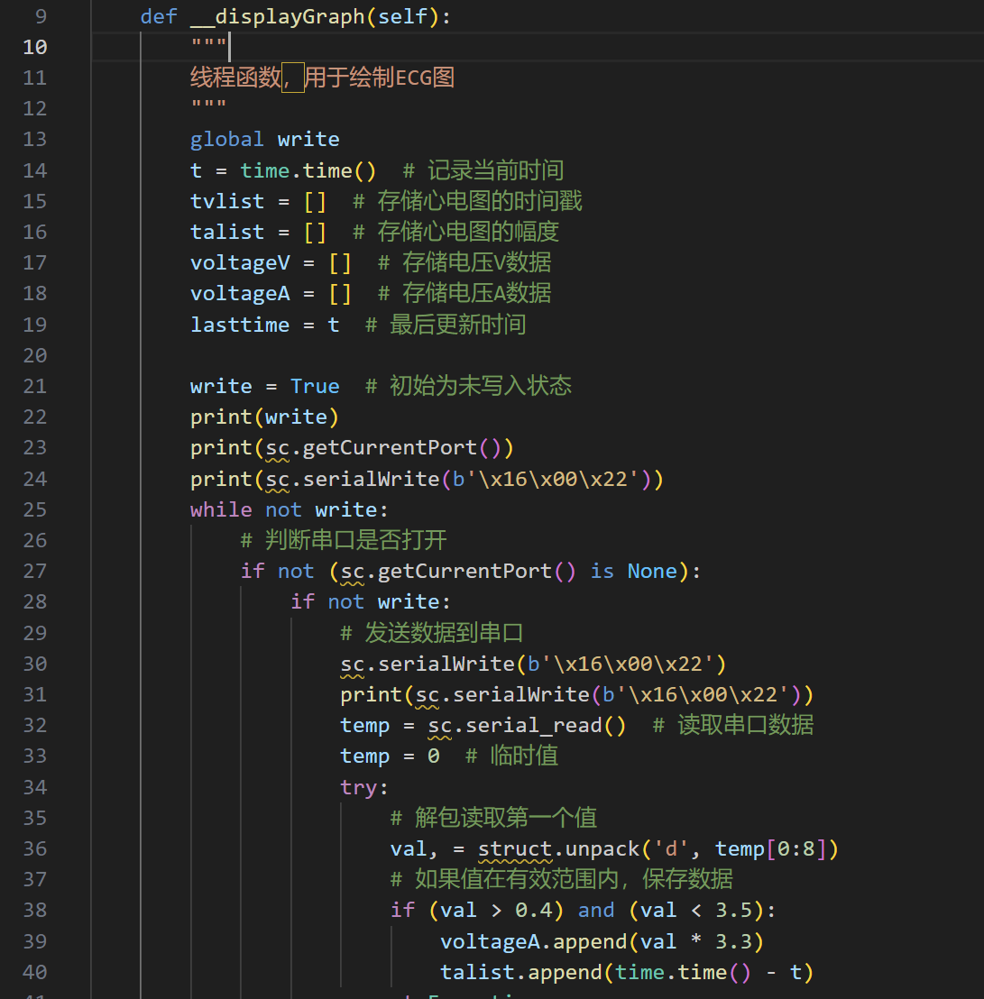 9 def __displayGraph(self):
10 """
11 线程函数，用于绘制ECG图
12 """
13 global write
14 t = time.time()  # 记录当前时间
15 tvlist = []  # 存储心电图的时间戳
16 talist = []  # 存储心电图的幅度
17 voltageV = []  # 存储电压V数据
18 voltageA = []  # 存储电压A数据
19 lasttime = t  # 最后更新时间
20
21 write = True  # 初始为未写入状态
22 print(write)
23 print(sc.getCurrentPort())
24 print(sc.serialWrite(b'\x16\x00\x22'))
25 while not write:
26 # 判断串口是否打开
27 if not (sc.getCurrentPort() is None):
28 if not write:
29 # 发送数据到串口
30 sc.serialWrite(b'\x16\x00\x22')
31 print(sc.serialWrite(b'\x16\x00\x22'))
32 temp = sc.serial_read()  # 读取串口数据
33 temp = 0  # 临时值
34 try:
35 # 解包读取第一个值
36 val, = struct.unpack('d', temp[0:8])
37 # 如果值在有效范围内，保存数据
38 if (val > 0.4) and (val < 3.5):
39 voltageA.append(val * 3.3)
40 talist.append(time.time() - t)